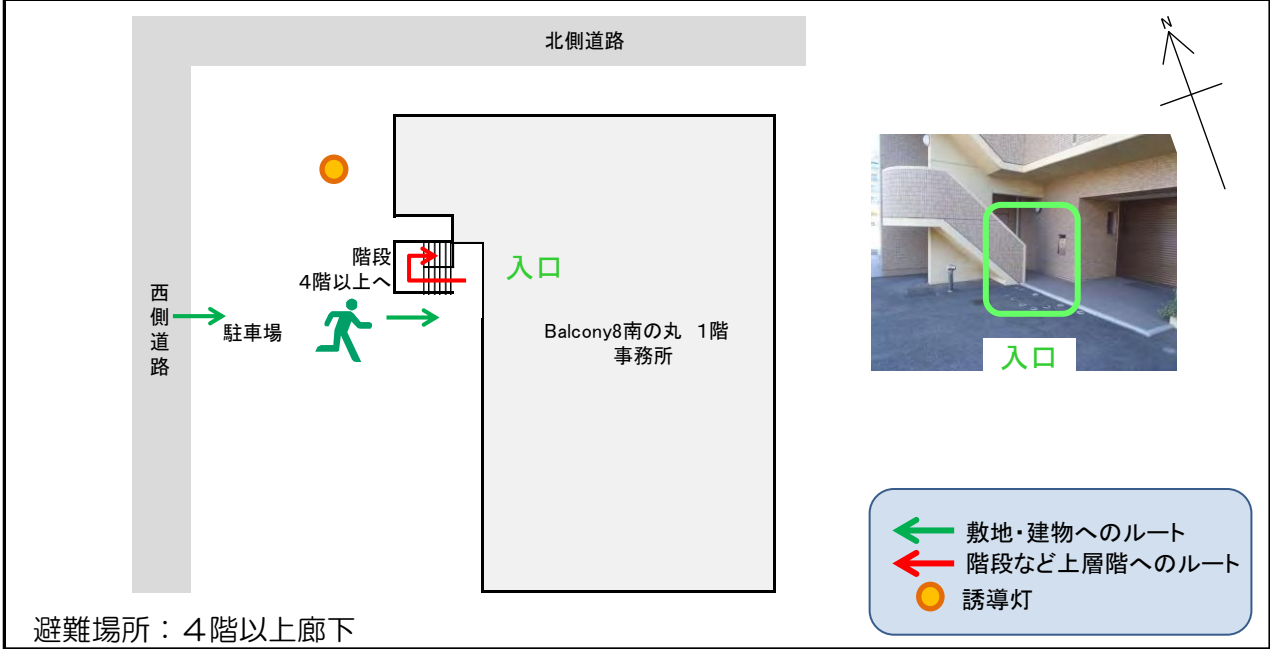 北側道路
N
階段
4階以上へ
入口
西側道路
駐車場
Balcony8南の丸 1階
事務所
入口
敷地・建物へのルート
階段など上層階へのルート
誘導灯
避難場所：４階以上廊下